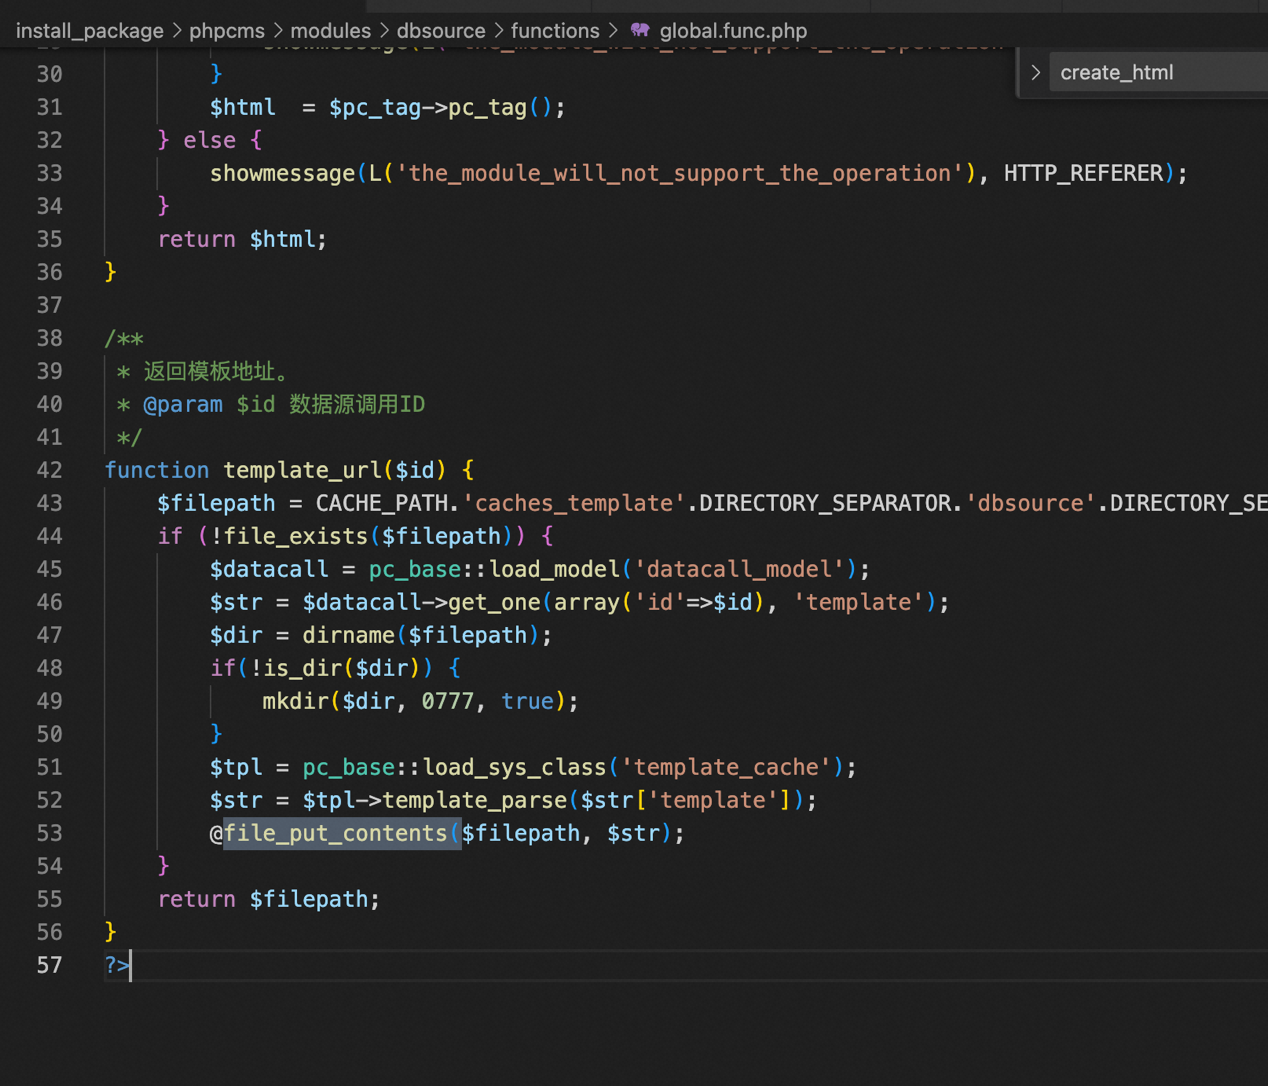 install_package > phpcms > modules > dbsource > functions > global.func.php
create_html
30 }
31 $html  = $pc_tag->pc_tag();
32 } else {
33 showmessage(L('the_module_will_not_support_the_operation'), HTTP_REFERER);
34 }
35 return $html;
36 }
37
38 /**
39 * 返回模板地址。
40 * @param $id 数据源调用ID
41 */
42 function template_url($id) {
43 $filepath = CACHE_PATH.'caches_template'.DIRECTORY_SEPARATOR.'dbsource'.DIRECTORY_SE
44 if (!file_exists($filepath)) {
45 $datacall = pc_base::load_model('datacall_model');
46 $str = $datacall->get_one(array('id'=>$id), 'template');
47 $dir = dirname($filepath);
48 if(!is_dir($dir)) {
49 mkdir($dir, 0777, true);
50 }
51 $tpl = pc_base::load_sys_class('template_cache');
52 $str = $tpl->template_parse($str['template']);
53 @file_put_contents($filepath, $str);
54 }
55 return $filepath;
56 }
57 ?>